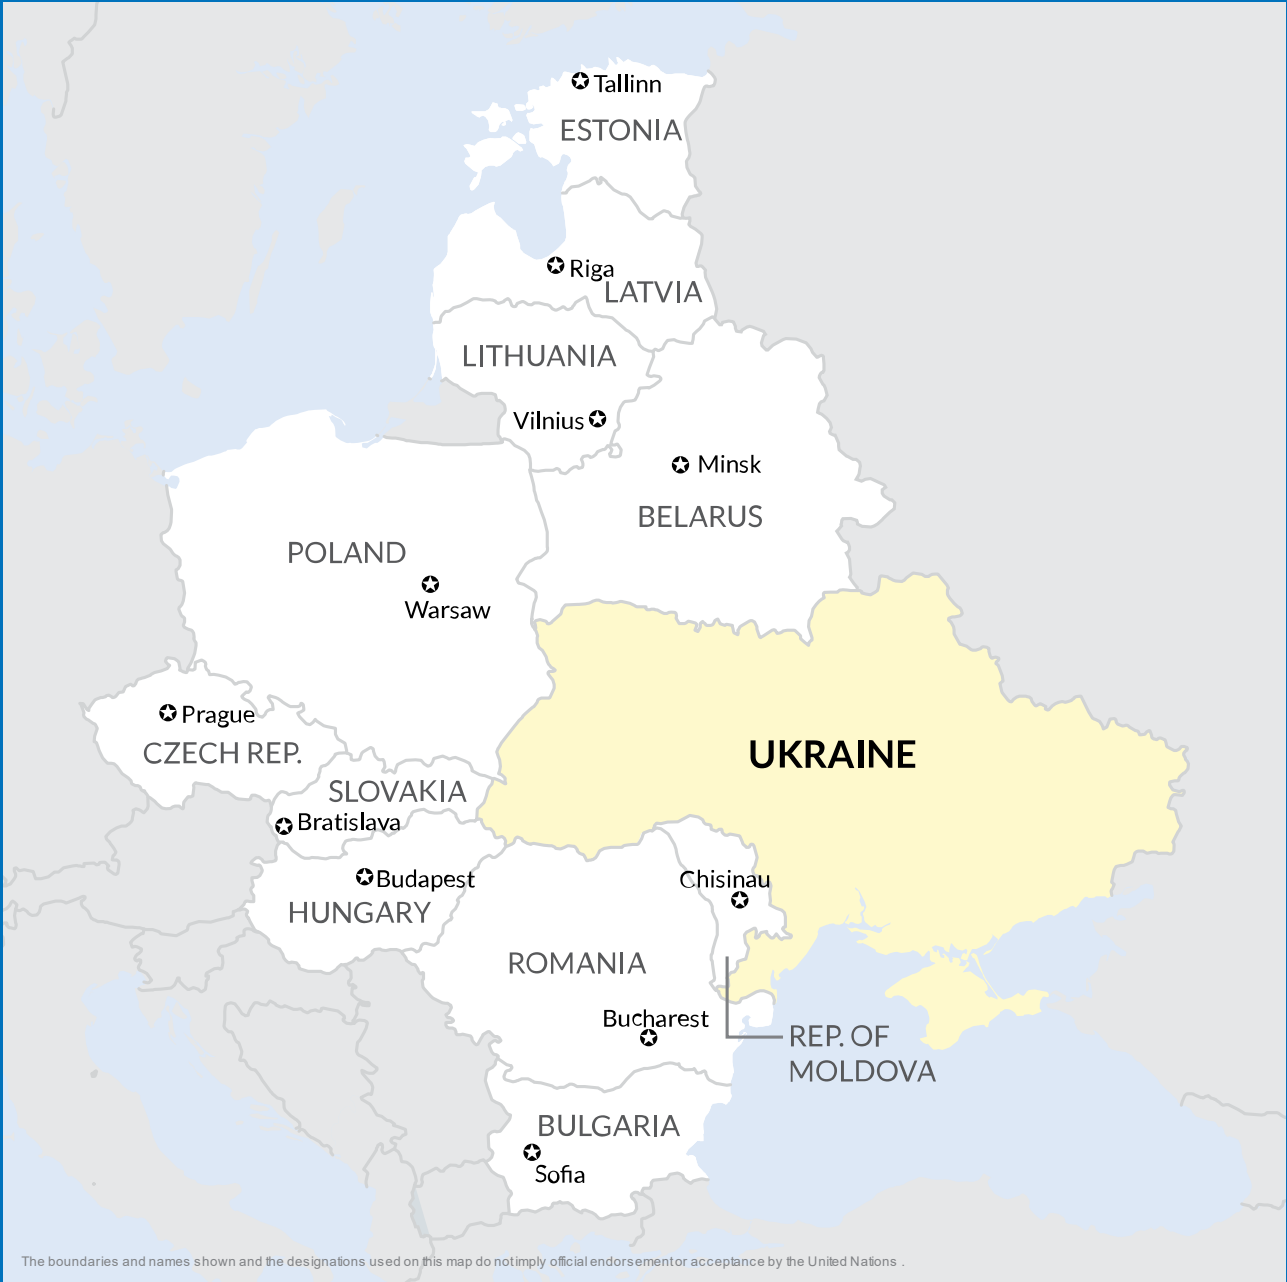 Tallinn
ESTONIA
Riga
LATVIA
LITHUANIA
Vilnius
Minsk
BELARUS
POLAND
Warsaw
Prague
CZECH REP.
UKRAINE
SLOVAKIA
Bratislava
Budapest
HUNGARY
Chisinau
ROMANIA
Bucharest
REP. OF
MOLDOVA
BULGARIA
Sofia
The boundaries and names shown and the designations used on this map do not imply official endorsement or acceptance by the United Nations .